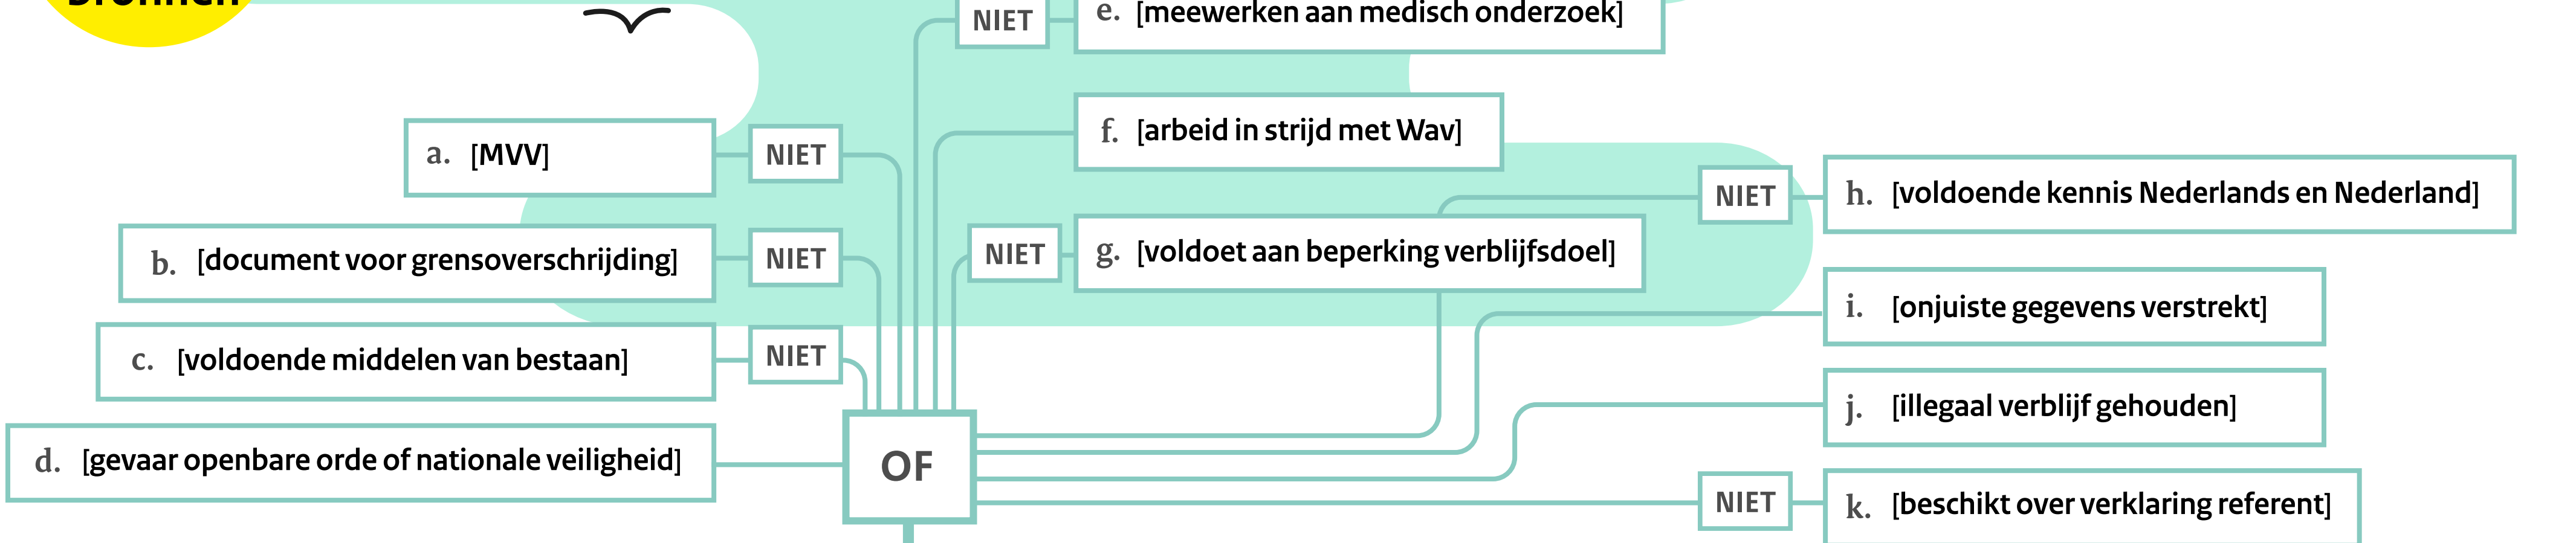 bronnen
NIET
e. [meewerken aan medisch onderzoek]
f. [arbeid in strijd met Wav]
a. [MVV]
NIET
NIET
h. [voldoende kennis Nederlands en Nederland]
b. [document voor grensoverschrijding]
NIET
NIET
g. [voldoet aan beperking verblijfsdoel]
i. [onjuiste gegevens verstrekt]
c. [voldoende middelen van bestaan]
NIET
j. [illegaal verblijf gehouden]
d. [gevaar openbare orde of nationale veiligheid]
OF
NIET
k. [beschikt over verklaring referent]